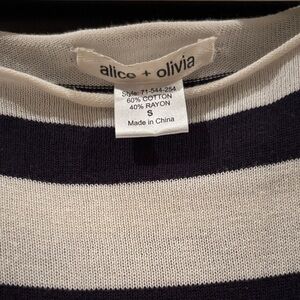 alice + olivia
Style: 71-544-254
60% COTTON
40% RAYON
S
Made in China